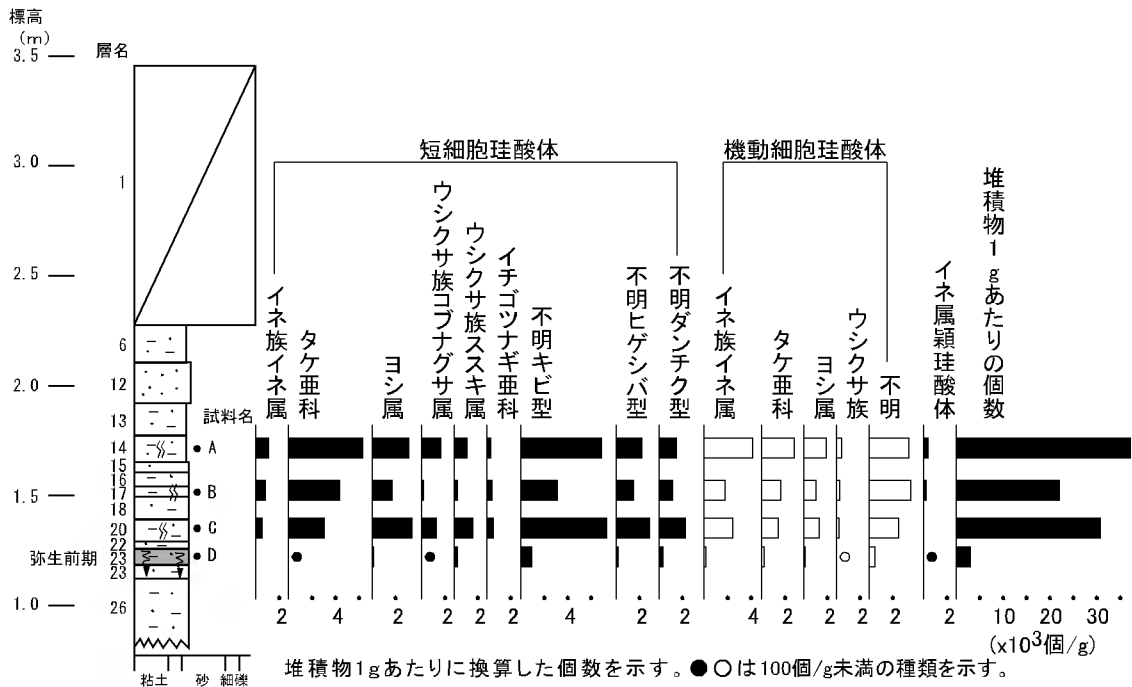 標高
(m)
3.5
層名
3.0
2.5
2.0
1.5
1.0
1
6
12
13
14
15
16
17
18
20
22
23
23
26
弥生前期
試料名
A
B
C
D
粘土 砂 細礫
短細胞珪酸体
機動細胞珪酸体
イネ族イネ属
タケ亜科
ヨシ属
ウシクサ族コブナグサ属
ウシクサ族ススキ属
イチゴツナギ亜科
不明キビ型
不明ヒゲシバ型
不明ダンチク型
イネ族イネ属
タケ亜科
ヨシ属
ウシクサ族
不明
イネ属穎珪酸体
堆積物1gあたりの個数
2 4 2 2 2 2 4 2 2 2 2 2 2 2 2 10 20 30
(x10³個/g)
堆積物1gあたりに換算した個数を示す。●○は100個/g未満の種類を示す。